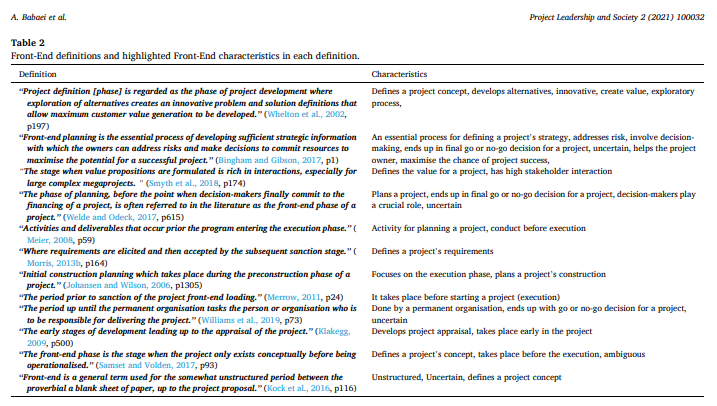 A. Babaei et al.
Project Leadership and Society 2 (2021) 100032
Table 2
Front-End definitions and highlighted Front-End characteristics in each definition.
Definition
Characteristics
“Project definition [phase] is regarded as the phase of project development where
exploration of alternatives creates an innovative problem and solution definitions that
allow maximum customer value generation to be developed.” (Whelton et al., 2002,
p197)
Defines a project concept, develops alternatives, innovative, create value, exploratory
process,
“Front-end planning is the essential process of developing sufficient strategic information
with which the owners can address risks and make decisions to commit resources to
maximise the potential for a successful project.” (Bingham and Gibson, 2017, p1)
An essential process for defining a project's strategy, addresses risk, involve decision-
making, ends up in final go or no-go decision for a project, uncertain, helps the project
owner, maximise the chance of project success,
"The stage when value propositions are formulated is rich in interactions, especially for
large complex megaprojects. " (Smyth et al., 2018, p174)
Defines the value for a project, has high stakeholder interaction
“The phase of planning, before the point when decision-makers finally commit to the
financing of a project, is often referred to in the literature as the front-end phase of a
project.” (Welde and Odeck, 2017, p615)
Plans a project, ends up in final go or no-go decision for a project, decision-makers play
a crucial role, uncertain
“Activities and deliverables that occur prior the program entering the execution phase.” (
Meier, 2008, p59)
Activity for planning a project, conduct before execution
“Where requirements are elicited and then accepted by the subsequent sanction stage.” (
Morris, 2013b, p164)
Defines a project's requirements
“Initial construction planning which takes place during the preconstruction phase of a
project.” (Johansen and Wilson, 2006, p1305)
Focuses on the execution phase, plans a project's construction
“The period prior to sanction of the project front-end loading.” (Merrow, 2011, p24)
It takes place before starting a project (execution)
“The period up until the permanent organisation tasks the person or organisation who is
to be responsible for delivering the project.” (Williams et al., 2019, p73)
Done by a permanent organisation, ends up with go or no-go decision for a project,
uncertain
“The early stages of development leading up to the appraisal of the project.” (Klakegg,
2009, p500)
Develops project appraisal, takes place early in the project
“The front-end phase is the stage when the project only exists conceptually before being
operationalised.” (Samset and Volden, 2017, p93)
Defines a project's concept, takes place before the execution, ambiguous
“Front-end is a general term used for the somewhat unstructured period between the
proverbial a blank sheet of paper, up to the project proposal.” (Kock et al., 2016, p116)
Unstructured, Uncertain, defines a project concept